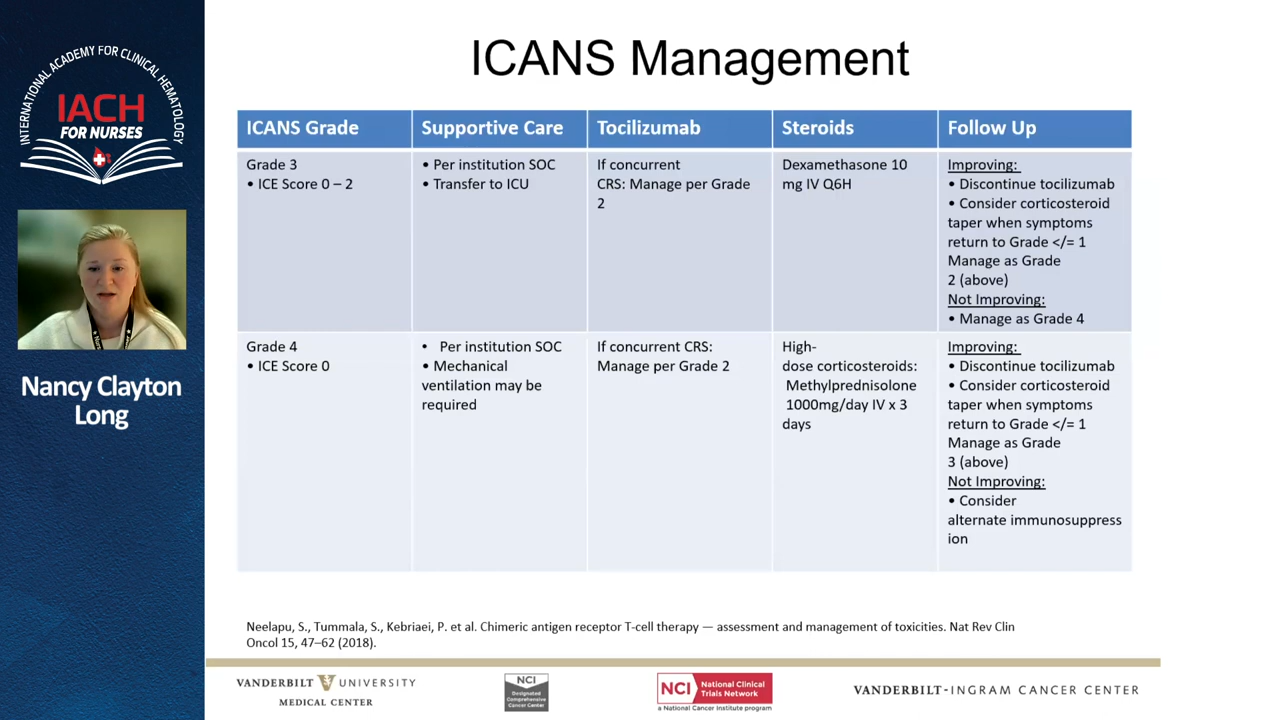 INTERNATIONAL ACADEMY FOR CLINICAL HEMATOLOGY
IACH
FOR NURSES
Nancy Clayton
Long
ICANS Management
ICANS Grade
Supportive Care
Tocilizumab
Steroids
Follow Up
Grade 3
• ICE Score 0 – 2
• Per institution SOC
• Transfer to ICU
If concurrent
CRS: Manage per Grade
2
Dexamethasone 10
mg IV Q6H
Improving:
• Discontinue tocilizumab
• Consider corticosteroid
taper when symptoms
return to Grade </= 1
Manage as Grade
2 (above)
Not Improving:
• Manage as Grade 4
Grade 4
• ICE Score 0
• Per institution SOC
• Mechanical
ventilation may be
required
If concurrent CRS:
Manage per Grade 2
High-
dose corticosteroids:
Methylprednisolone
1000mg/day IV x 3
days
Improving:
• Discontinue tocilizumab
• Consider corticosteroid
taper when symptoms
return to Grade </= 1
Manage as Grade
3 (above)
Not Improving:
• Consider
alternate immunosuppress
ion
Neelapu, S., Tummala, S., Kebriaei, P. et al. Chimeric antigen receptor T-cell therapy — assessment and management of toxicities. Nat Rev Clin
Oncol 15, 47–62 (2018).
VANDERBILT UNIVERSITY
MEDICAL CENTER
NCI
Designated
Comprehensive
Cancer Center
NCI
National Clinical
Trials Network
a National Cancer Institute program
VANDERBILT-INGRAM CANCER CENTER